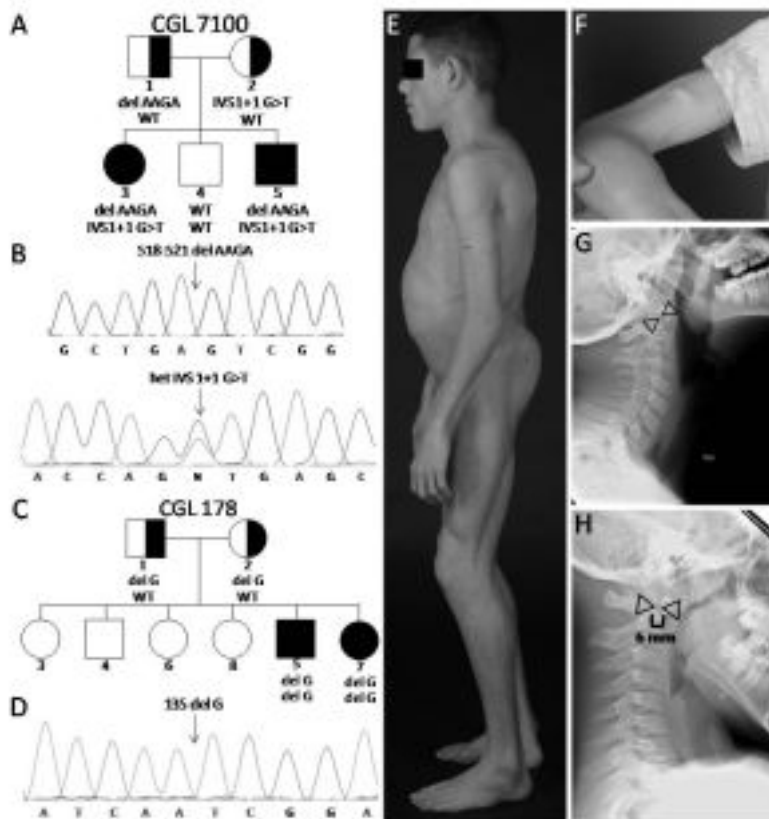 A
CGL 7100
1
2
del AAGA
IVS1+1 G>T
WT
WT
3
4
5
del AAGA
WT
del AAGA
IVS1+1 G>T
WT
IVS1+1 G>T
B
518 521 del AAGA
G C T G A G T C G G
het IVS 1+1 G>T
A C C A G N T G A G C
C
CGL 178
1
2
del G
del G
WT
WT
3
4
6
8
5
7
del G
del G
del G
del G
D
135 del G
A T C A A T C G G A
E
F
G
H
6 mm